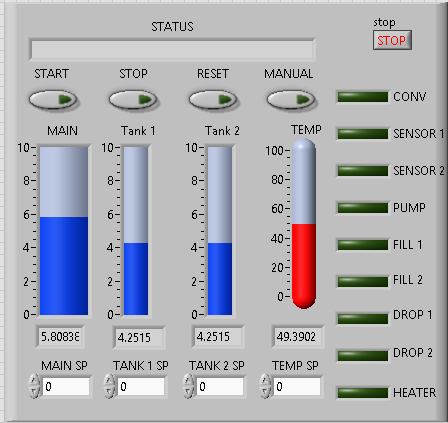 STATUS
stop
STOP
START STOP RESET MANUAL
CONV
SENSOR 1
SENSOR 2
PUMP
FILL 1
FILL 2
DROP 1
DROP 2
HEATER
MAIN Tank 1 Tank 2 TEMP
10 10 10 100
8 8 8 80
6 6 6 60
4 4 4 40
2 2 2 20
0 0 0 0
5.80838 4.2515 4.2515 49.3902
MAIN SP TANK 1 SP TANK 2 SP TEMP SP
0 0 0 0